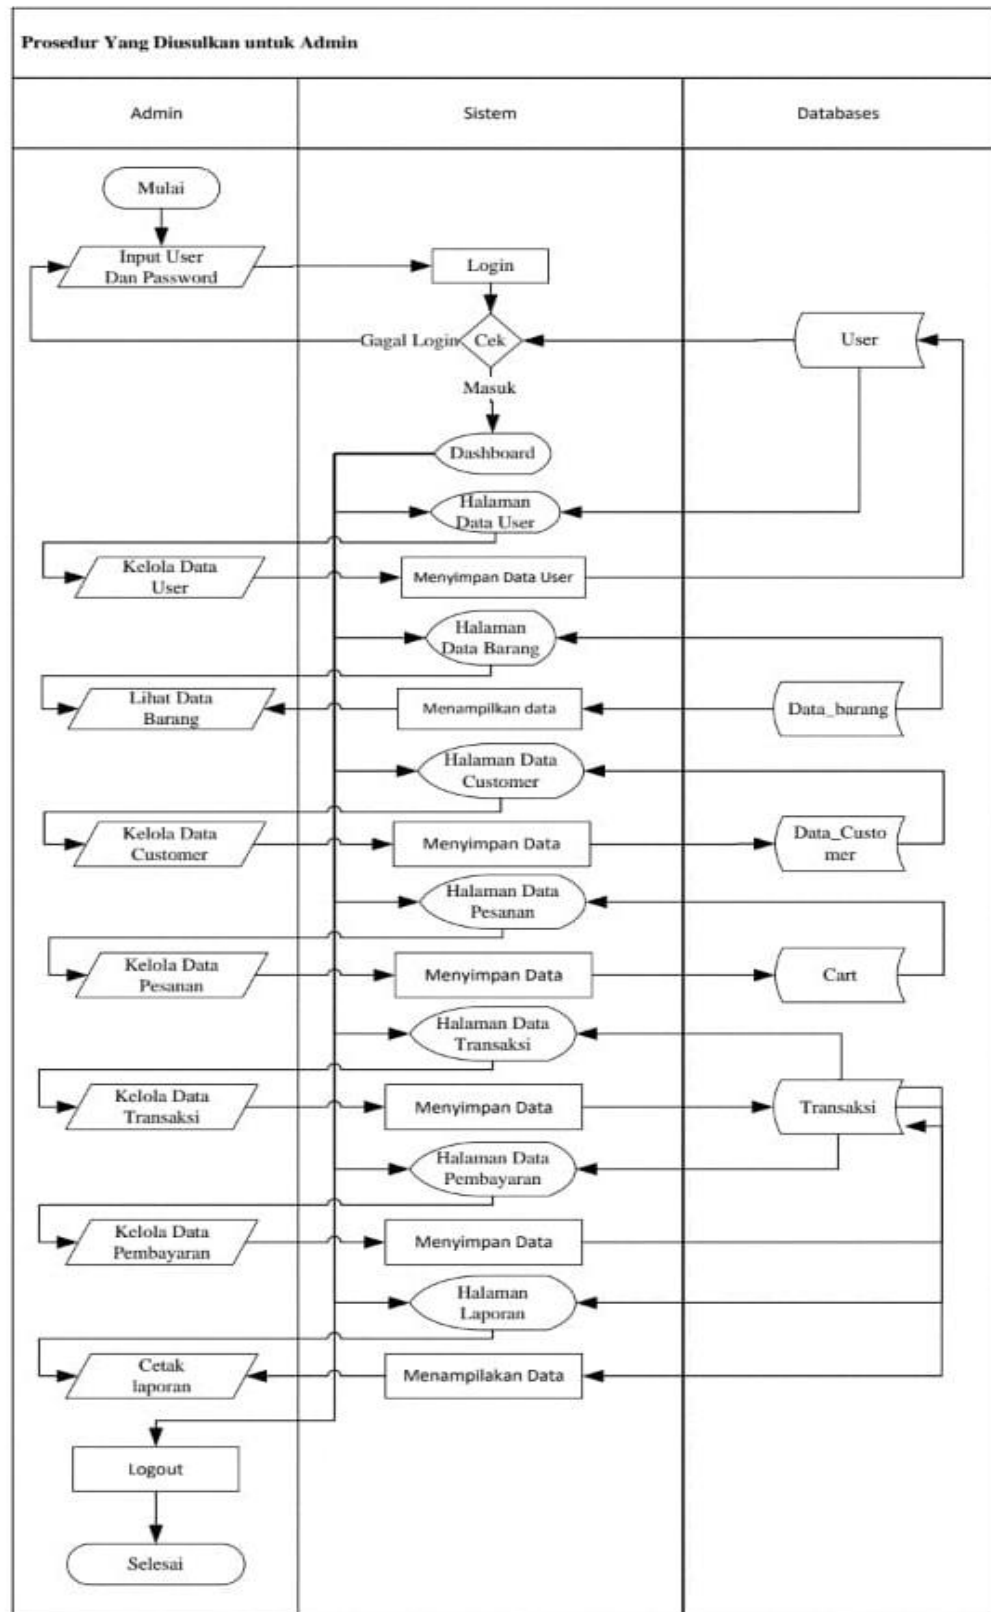 Prosedur Yang Diusulkan untuk Admin
Admin
Sistem
Databases
Mulai
Input User
Dan Password
Login
Gagal Login
Cek
User
Masuk
Dashboard
Halaman
Data User
Kelola Data
User
Menyimpan Data User
Halaman
Data Barang
Lihat Data
Barang
Menampilkan data
Data_barang
Halaman Data
Customer
Kelola Data
Customer
Menyimpan Data
Data_Custo
mer
Halaman Data
Pesanan
Kelola Data
Pesanan
Menyimpan Data
Cart
Halaman Data
Transaksi
Kelola Data
Transaksi
Menyimpan Data
Transaksi
Halaman Data
Pembayaran
Kelola Data
Pembayaran
Menyimpan Data
Halaman
Laporan
Cetak
laporan
Menampilakan Data
Logout
Selesai